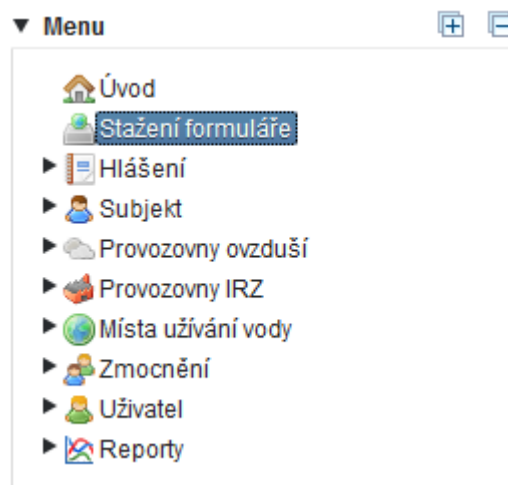 Menu
Úvod
Stažení formuláře
Hlášení
Subjekt
Provozovny ovzduší
Provozovny IRZ
Místa užívání vody
Zmocnění
Uživatel
Reporty